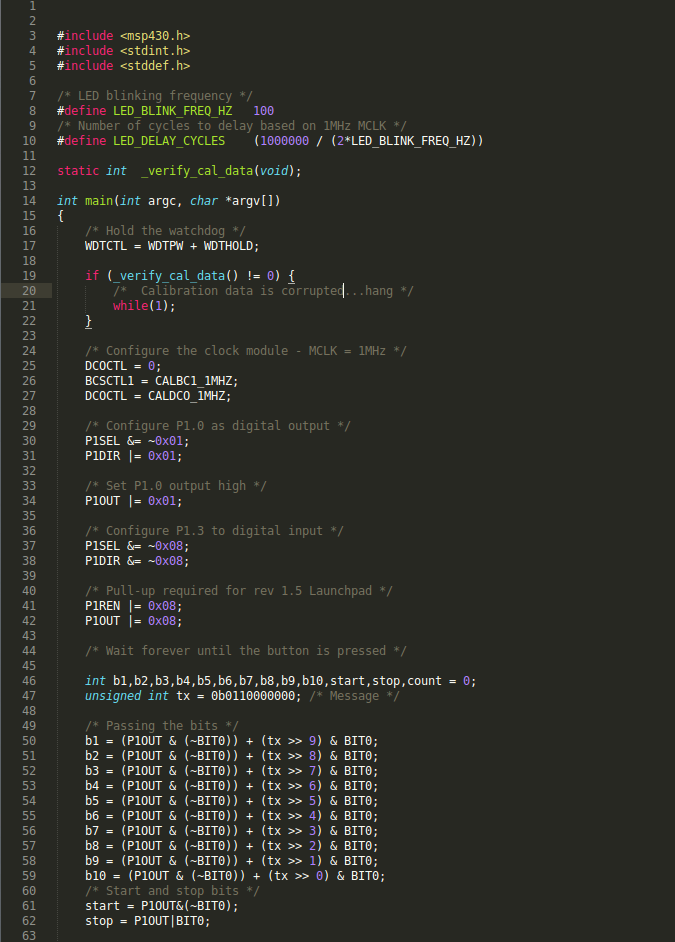 1
2
3 #include <msp430.h>
4 #include <stdint.h>
5 #include <stddef.h>
6
7 /* LED blinking frequency */
8 #define LED_BLINK_FREQ_HZ   100
9 /* Number of cycles to delay based on 1MHz MCLK */
10 #define LED_DELAY_CYCLES    (1000000 / (2*LED_BLINK_FREQ_HZ))
11
12 static int  _verify_cal_data(void);
13
14 int main(int argc, char *argv[])
15 {
16     /* Hold the watchdog */
17     WDTCTL = WDTPW + WDTHOLD;
18
19     if (_verify_cal_data() != 0) {
20         /*  Calibration data is corrupted...hang */
21         while(1);
22     }
23
24     /* Configure the clock module - MCLK = 1MHz */
25     DCOCTL = 0;
26     BCSCTL1 = CALBC1_1MHZ;
27     DCOCTL = CALDCO_1MHZ;
28
29     /* Configure P1.0 as digital output */
30     P1SEL &= ~0x01;
31     P1DIR |= 0x01;
32
33     /* Set P1.0 output high */
34     P1OUT |= 0x01;
35
36     /* Configure P1.3 to digital input */
37     P1SEL &= ~0x08;
38     P1DIR &= ~0x08;
39
40     /* Pull-up required for rev 1.5 Launchpad */
41     P1REN |= 0x08;
42     P1OUT |= 0x08;
43
44     /* Wait forever until the button is pressed */
45
46     int b1,b2,b3,b4,b5,b6,b7,b8,b9,b10,start,stop,count = 0;
47     unsigned int tx = 0b0110000000; /* Message */
48
49     /* Passing the bits */
50     b1 = (P1OUT & (~BIT0)) + (tx >> 9) & BIT0;
51     b2 = (P1OUT & (~BIT0)) + (tx >> 8) & BIT0;
52     b3 = (P1OUT & (~BIT0)) + (tx >> 7) & BIT0;
53     b4 = (P1OUT & (~BIT0)) + (tx >> 6) & BIT0;
54     b5 = (P1OUT & (~BIT0)) + (tx >> 5) & BIT0;
55     b6 = (P1OUT & (~BIT0)) + (tx >> 4) & BIT0;
56     b7 = (P1OUT & (~BIT0)) + (tx >> 3) & BIT0;
57     b8 = (P1OUT & (~BIT0)) + (tx >> 2) & BIT0;
58     b9 = (P1OUT & (~BIT0)) + (tx >> 1) & BIT0;
59     b10 = (P1OUT & (~BIT0)) + (tx >> 0) & BIT0;
60     /* Start and stop bits */
61     start = P1OUT&(~BIT0);
62     stop = P1OUT|BIT0;
63